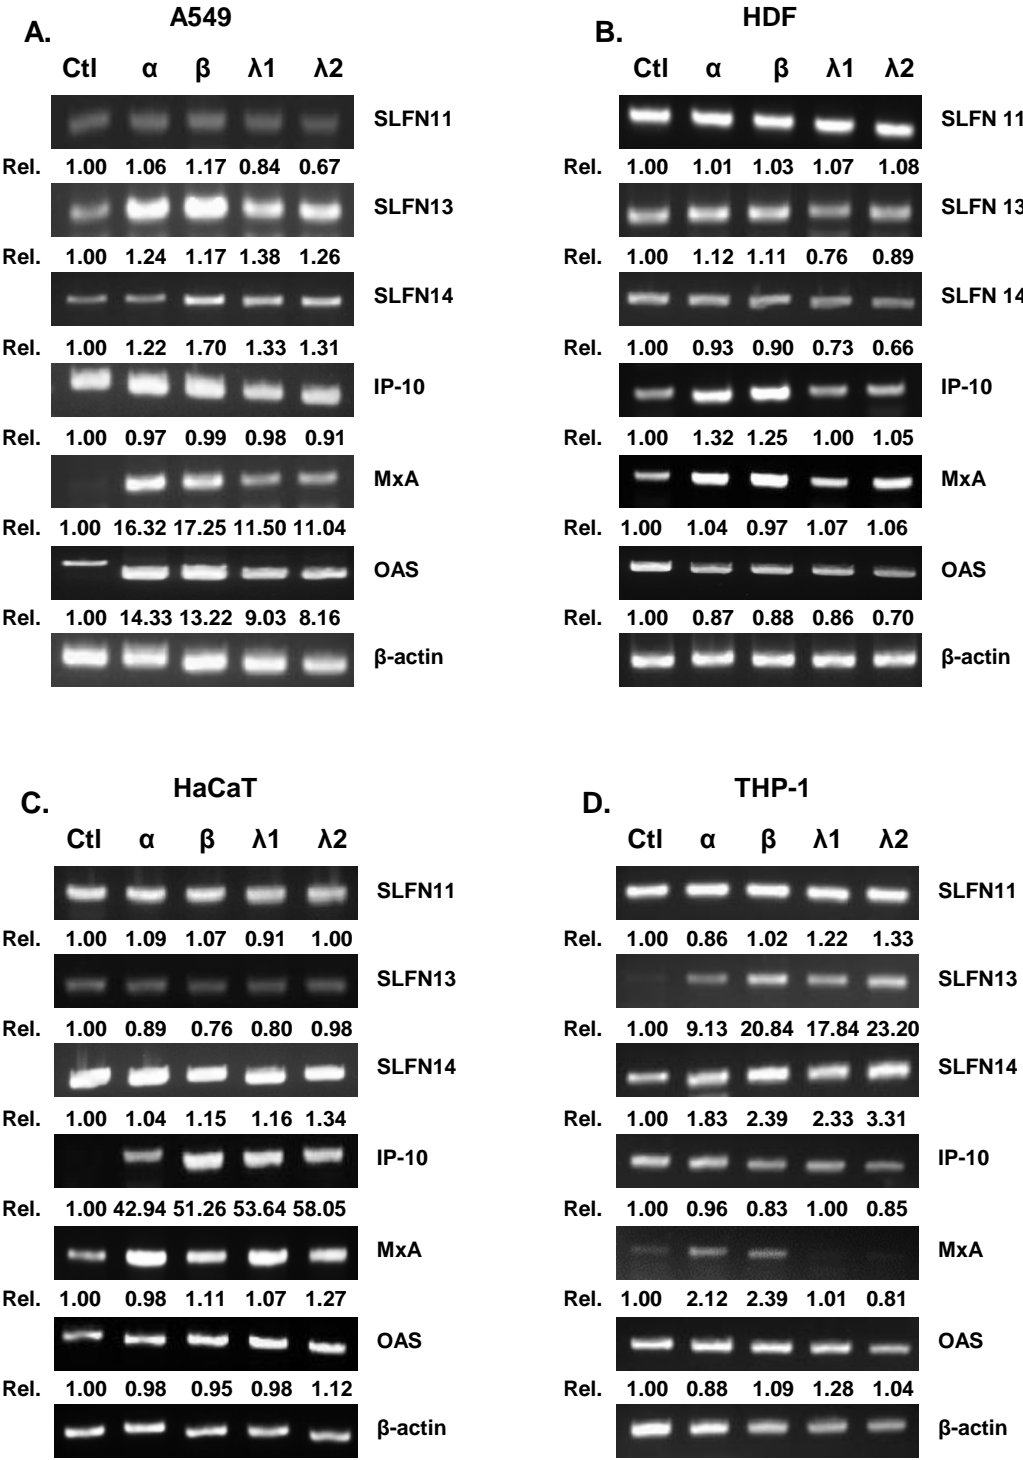 A.
A549
Ctl α β λ1 λ2
SLFN11
Rel. 1.00 1.06 1.17 0.84 0.67
SLFN13
Rel. 1.00 1.24 1.17 1.38 1.26
SLFN14
Rel. 1.00 1.22 1.70 1.33 1.31
IP-10
Rel. 1.00 0.97 0.99 0.98 0.91
MxA
Rel. 1.00 16.32 17.25 11.50 11.04
OAS
Rel. 1.00 14.33 13.22 9.03 8.16
β-actin
B.
HDF
Ctl α β λ1 λ2
SLFN 11
Rel. 1.00 1.01 1.03 1.07 1.08
SLFN 13
Rel. 1.00 1.12 1.11 0.76 0.89
SLFN 14
Rel. 1.00 0.93 0.90 0.73 0.66
IP-10
Rel. 1.00 1.32 1.25 1.00 1.05
MxA
Rel. 1.00 1.04 0.97 1.07 1.06
OAS
Rel. 1.00 0.87 0.88 0.86 0.70
β-actin
C.
HaCaT
Ctl α β λ1 λ2
SLFN11
Rel. 1.00 1.09 1.07 0.91 1.00
SLFN13
Rel. 1.00 0.89 0.76 0.80 0.98
SLFN14
Rel. 1.00 1.04 1.15 1.16 1.34
IP-10
Rel. 1.00 42.94 51.26 53.64 58.05
MxA
Rel. 1.00 0.98 1.11 1.07 1.27
OAS
Rel. 1.00 0.98 0.95 0.98 1.12
β-actin
D.
THP-1
Ctl α β λ1 λ2
SLFN11
Rel. 1.00 0.86 1.02 1.22 1.33
SLFN13
Rel. 1.00 9.13 20.84 17.84 23.20
SLFN14
Rel. 1.00 1.83 2.39 2.33 3.31
IP-10
Rel. 1.00 0.96 0.83 1.00 0.85
MxA
Rel. 1.00 2.12 2.39 1.01 0.81
OAS
Rel. 1.00 0.88 1.09 1.28 1.04
β-actin